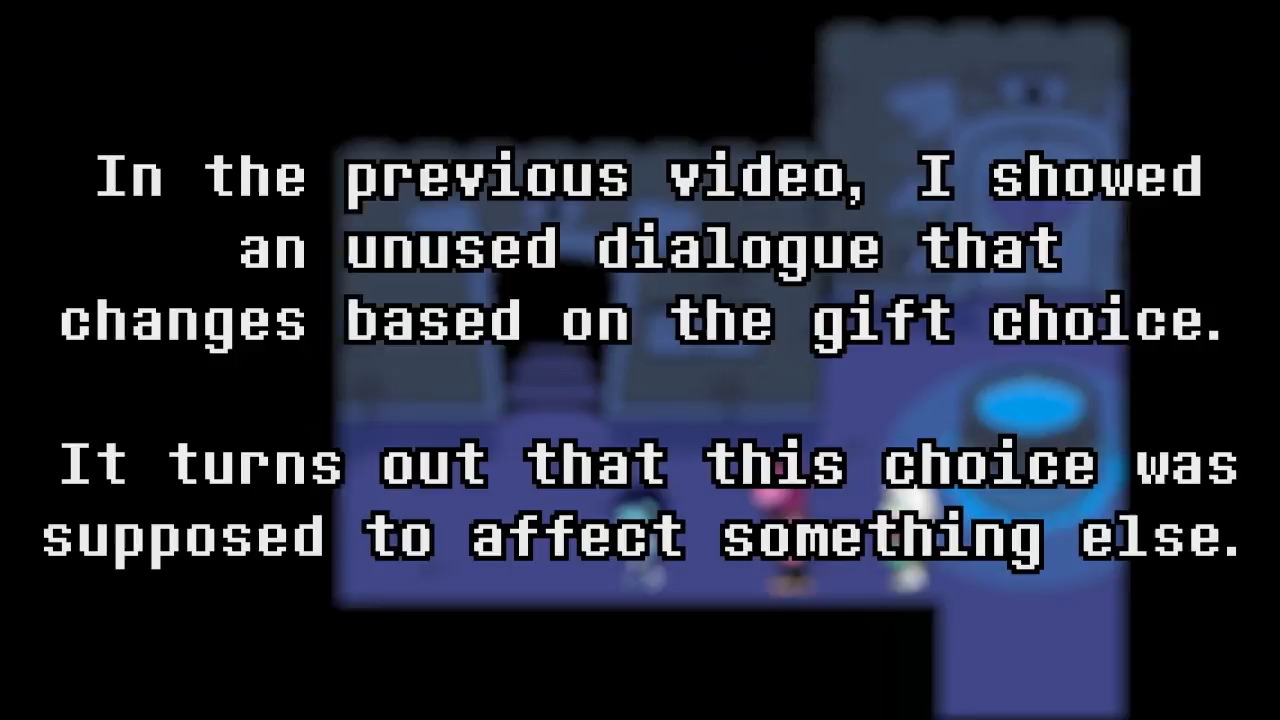 In the previous video, I showed
an unused dialogue that
changes based on the gift choice.
It turns out that this choice was
supposed to affect something else.